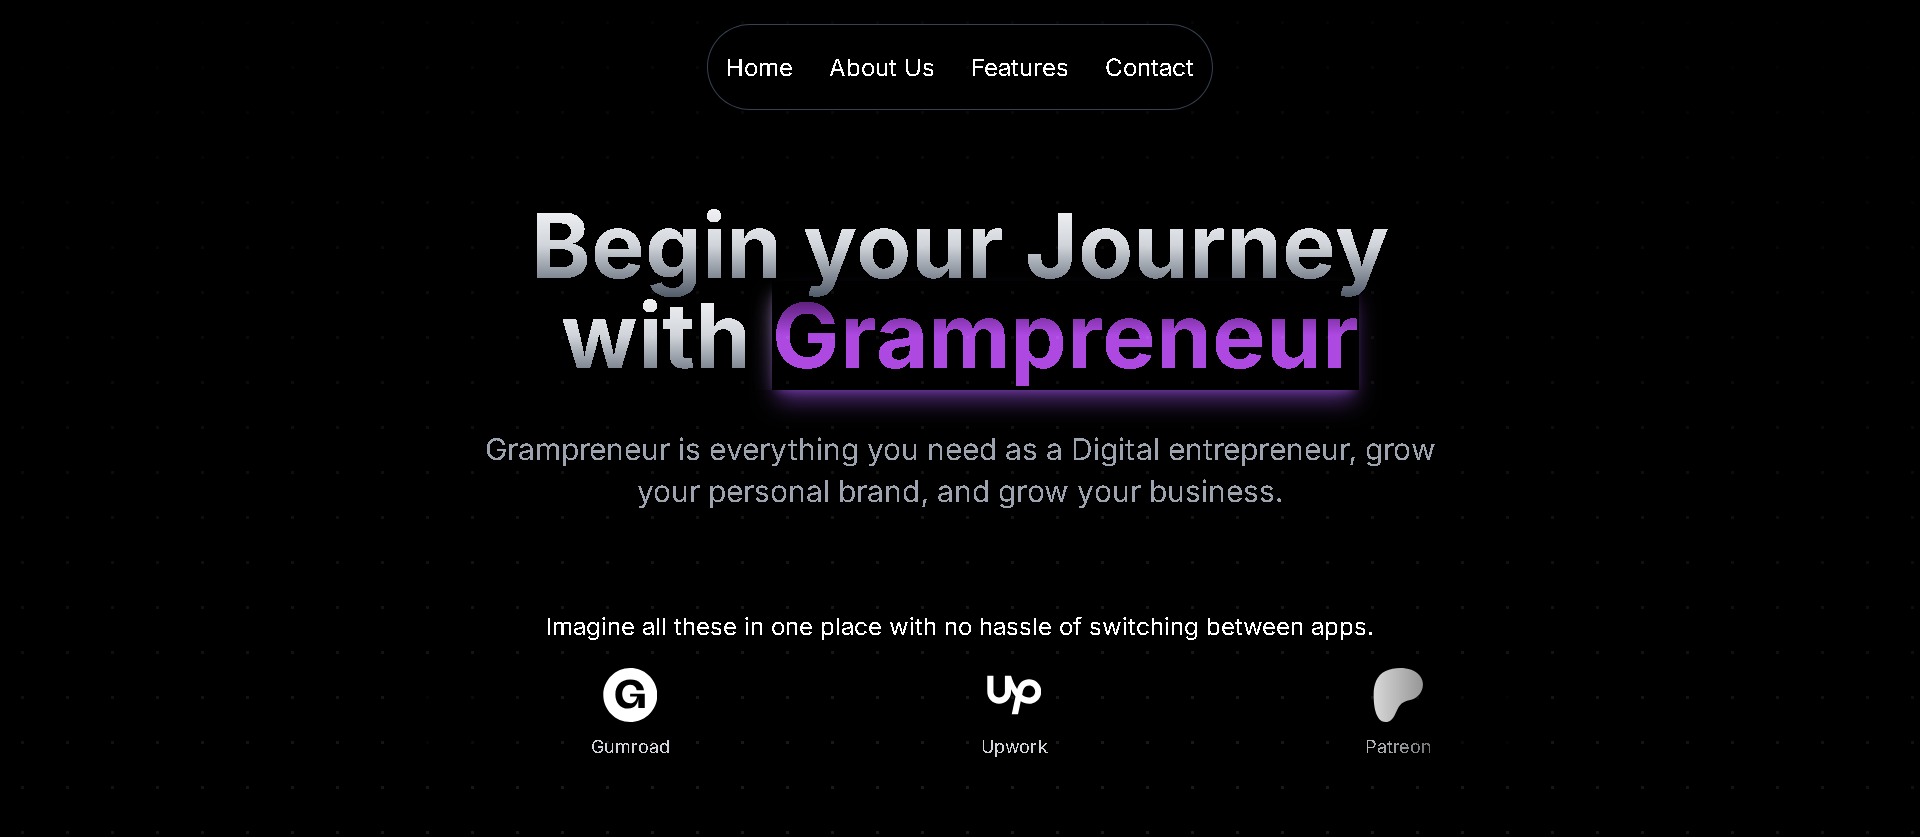 Home About Us Features Contact
Begin your Journey
with Grampreneur
Grampreneur is everything you need as a Digital entrepreneur, grow
your personal brand, and grow your business.
Imagine all these in one place with no hassle of switching between apps.
G Up
Gumroad Upwork Patreon